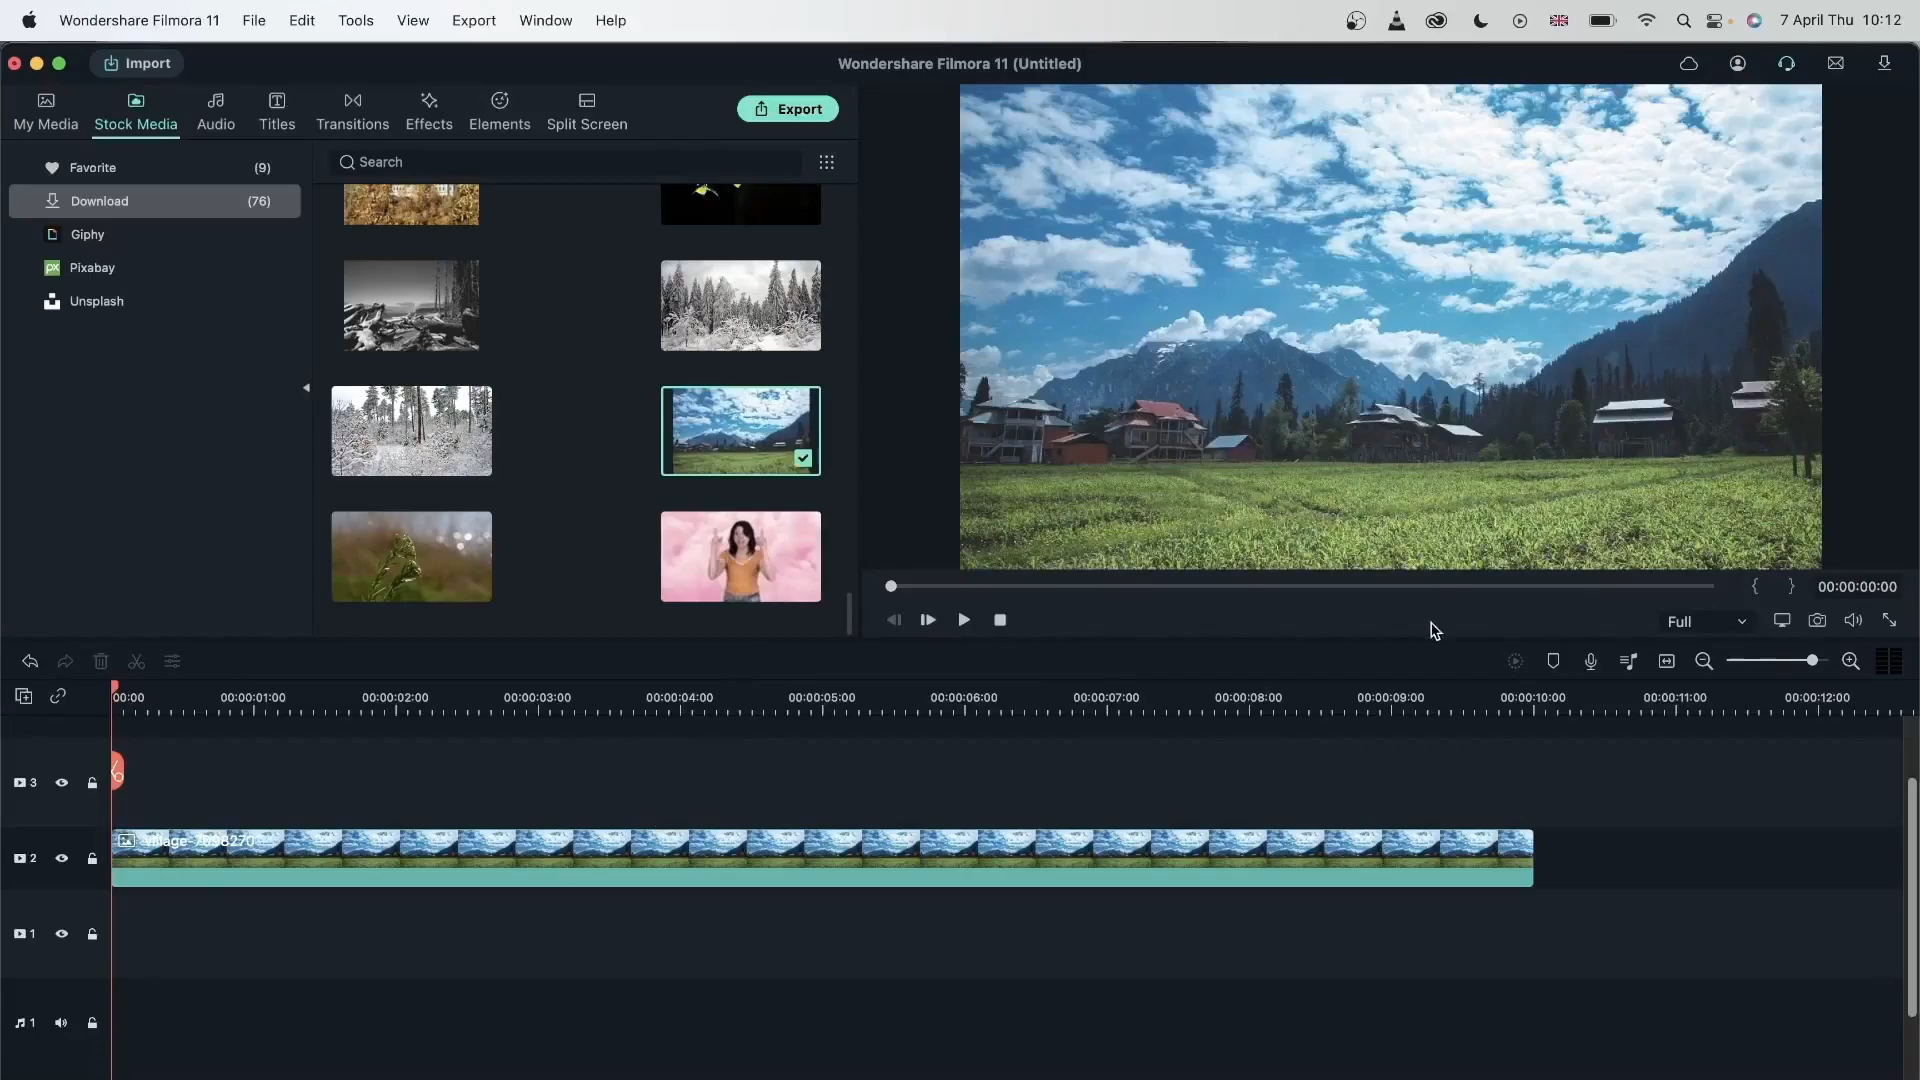 Wondershare Filmora 11 File Edit Tools View Export Window Help 7 April Thu 10:12
Import Wondershare Filmora 11 (Untitled)
My Media Stock Media Audio Titles Transitions Effects Elements Split Screen Export
Favorite (9)
Download (76)
Giphy
Pixabay
Unsplash
Search
{ } 00:00:00:00
Full
00:00 00:00:01:00 00:00:02:00 00:00:03:00 00:00:04:00 00:00:05:00 00:00:06:00 00:00:07:00 00:00:08:00 00:00:09:00 00:00:10:00 00:00:11:00 00:00:12:00
3
village-7098270
2
1
1